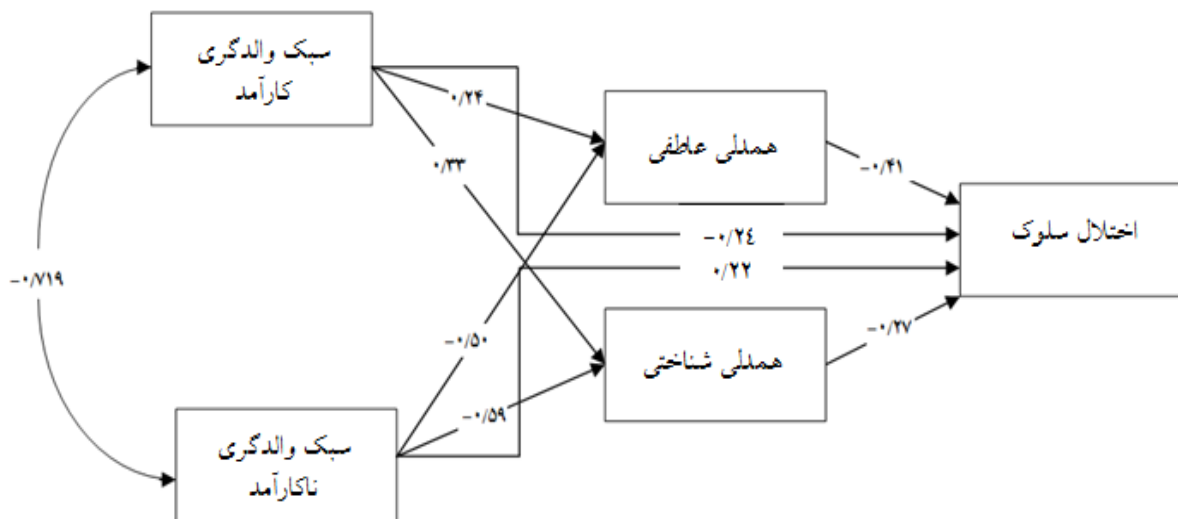 سبک والدگری
کارآمد
۰/۲۴
همدلی عاطفی
۰/۳۳
-۰/۴۱
اختلال سلوک
-۰/۲٤
۰/۲۲
-۰/۷۱۹
-۰/۵۰
همدلی شناختی
-۰/۲۷
-۰/۵۹
سبک والدگری
ناکارآمد